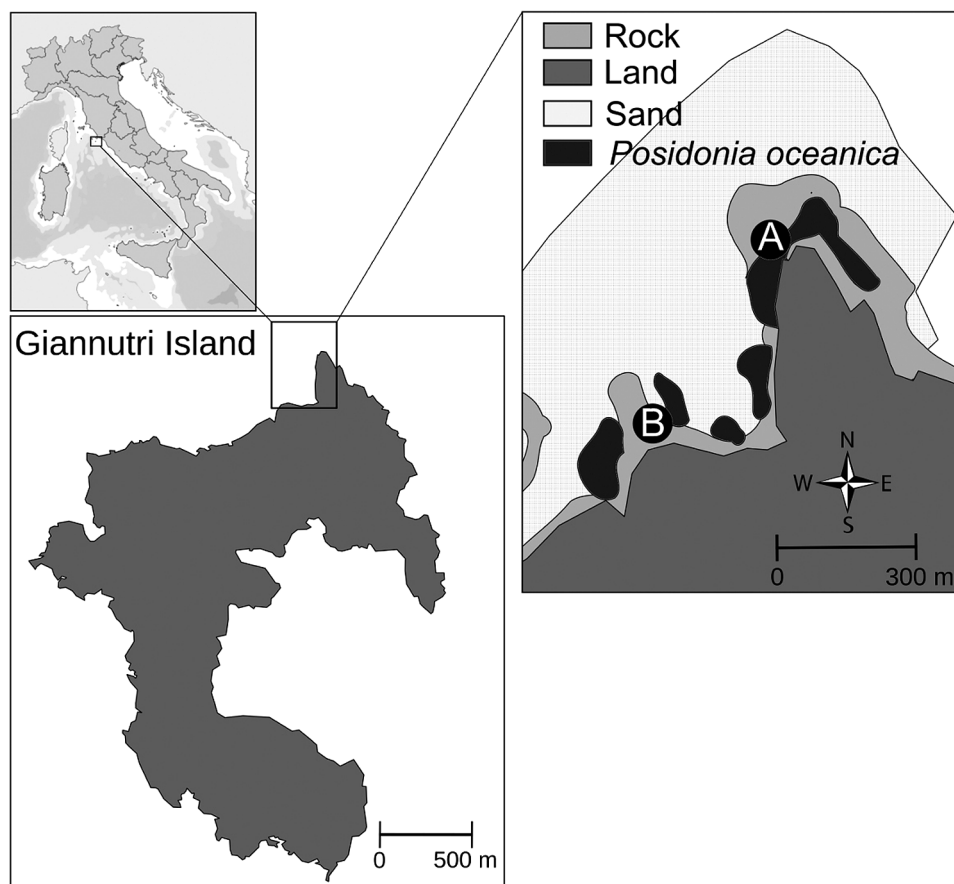 Rock
Land
Sand
Posidonia oceanica
A
B
N
W E
S
0 300 m
Giannutri Island
0 500 m